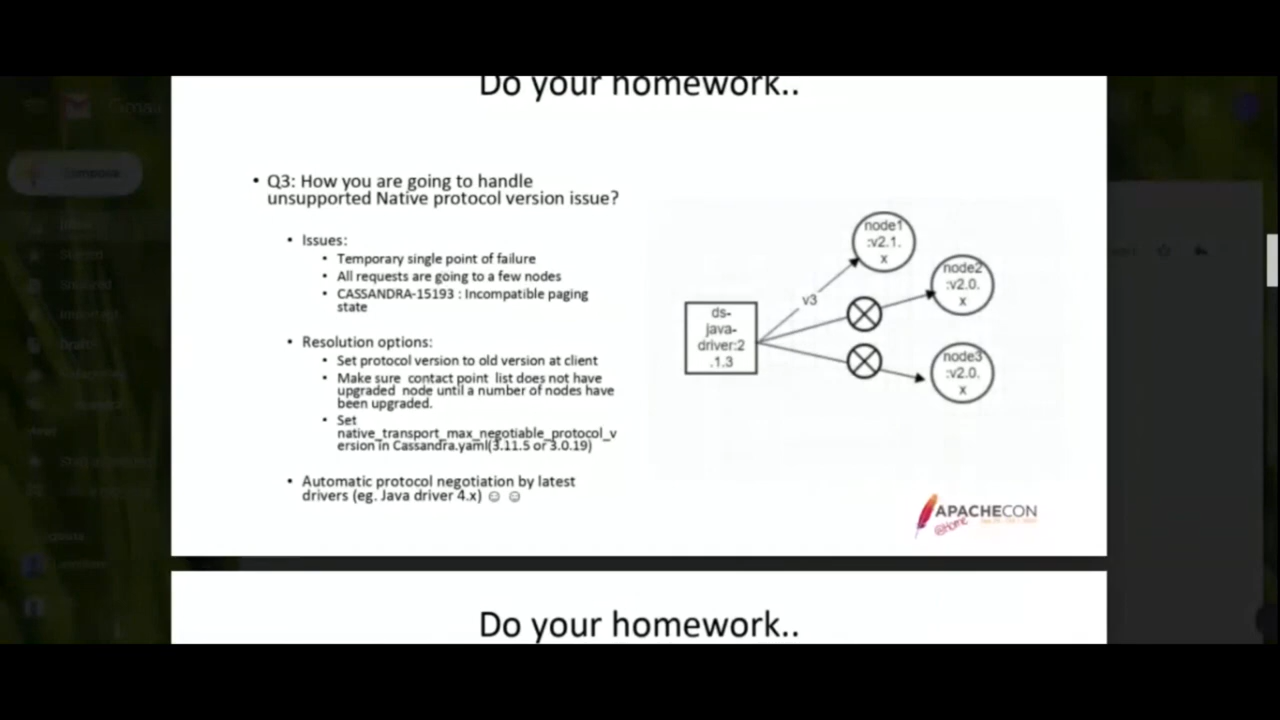 Do your homework..
• Q3: How you are going to handle
unsupported Native protocol version issue?
• Issues:
• Temporary single point of failure
• All requests are going to a few nodes
• CASSANDRA-15193 : Incompatible paging
state
• Resolution options:
• Set protocol version to old version at client
• Make sure contact point list does not have
upgraded node until a number of nodes have
been upgraded.
• Set
native_transport_max_negotiable_protocol_v
ersion in Cassandra.yaml(3.11.5 or 3.0.19)
• Automatic protocol negotiation by latest
drivers (eg. Java driver 4.x) ☺ ☺
ds-
java-
driver:2
.1.3
v3
node1
:v2.1.
x
node2
:v2.0.
x
node3
:v2.0.
x
APACHECON
@Home
Do your homework..
Gmail
Compose